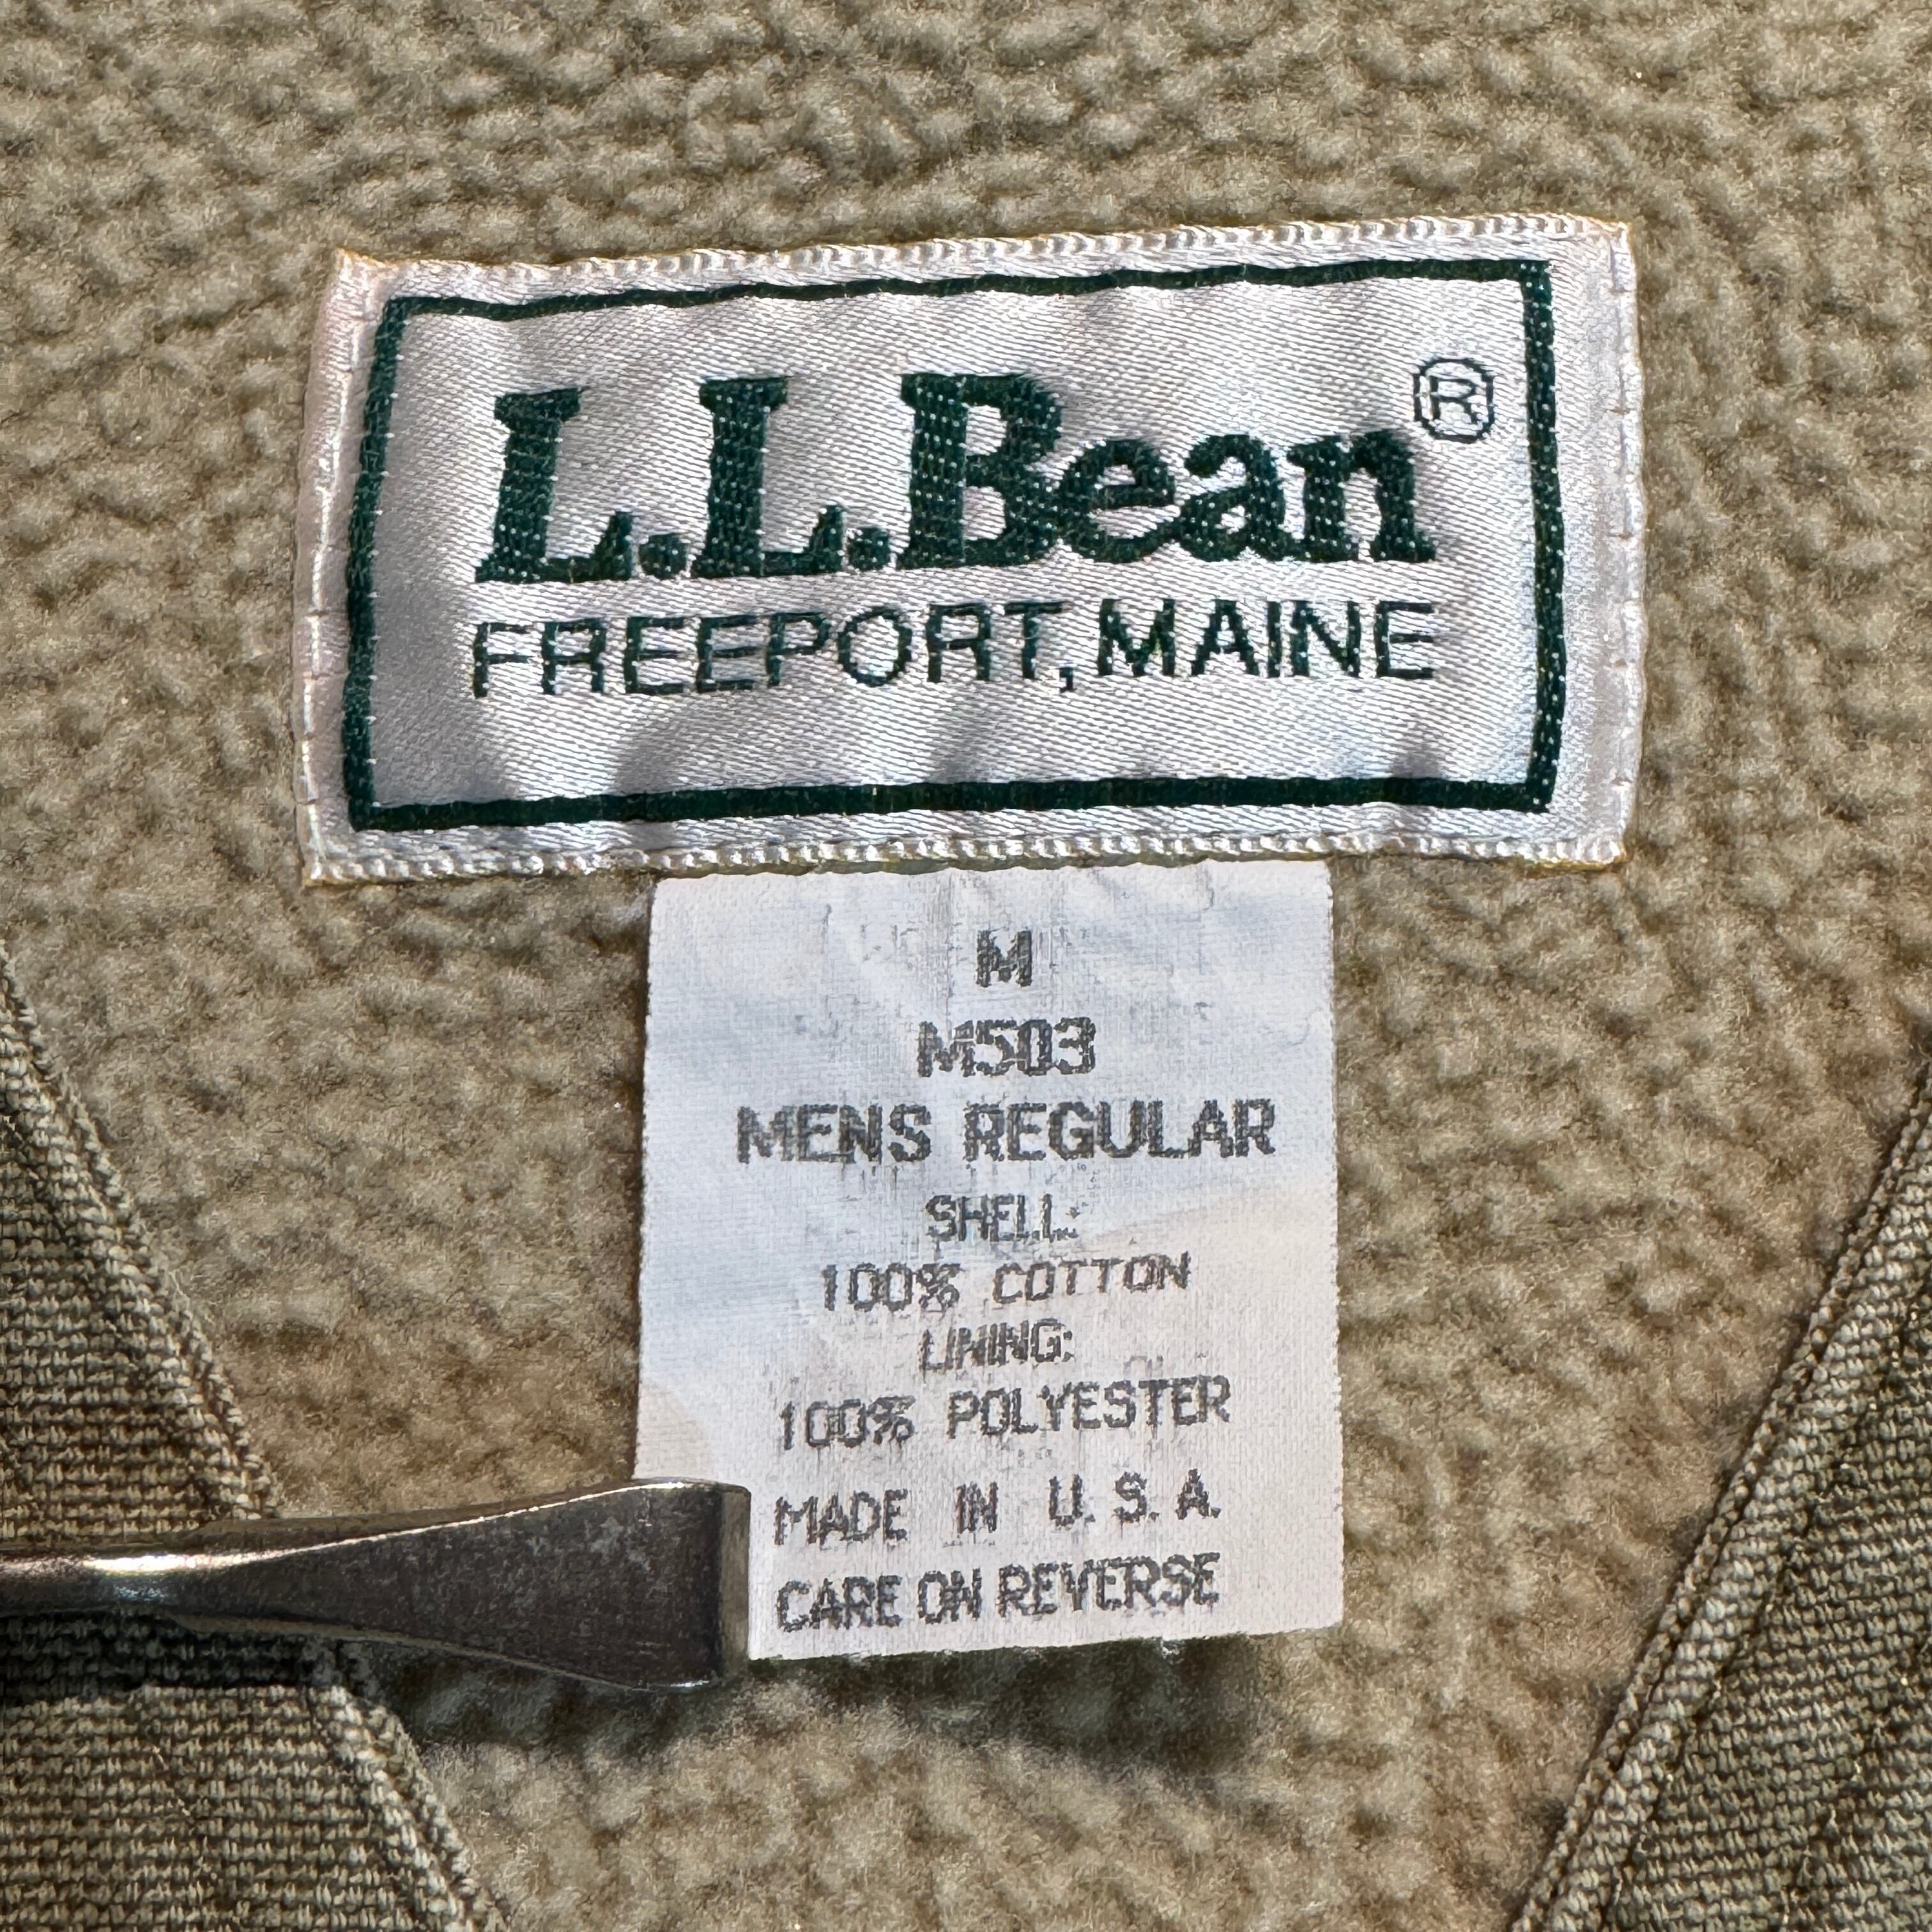 L.L.Bean®
FREEPORT, MAINE
M
M503
MENS REGULAR
SHELL:
100% COTTON
LINING:
100% POLYESTER
MADE IN U.S.A.
CARE ON REVERSE